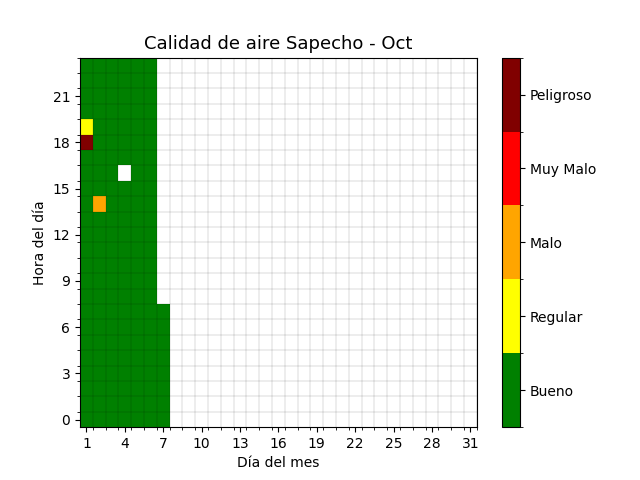 Calidad de aire Sapecho - Oct
21
18
15
12
9
6
3
0
Hora del día
1 4 7 10 13 16 19 22 25 28 31
Día del mes
Peligroso
Muy Malo
Malo
Regular
Bueno